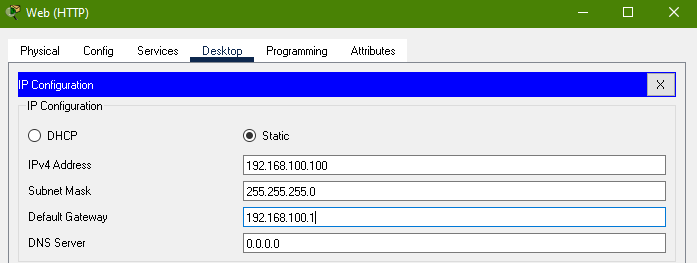 Web (HTTP)
Physical Config Services Desktop Programming Attributes
IP Configuration X
IP Configuration
DHCP Static
IPv4 Address 192.168.100.100
Subnet Mask 255.255.255.0
Default Gateway 192.168.100.1
DNS Server 0.0.0.0